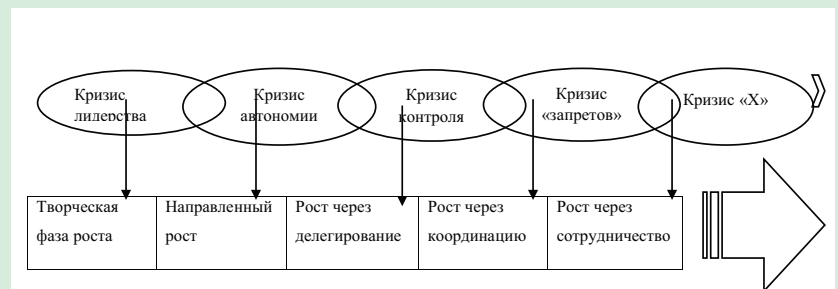 Кризис
лидерства
Кризис
автономии
Кризис
контроля
Кризис
«запретов»
Кризис «Х»
Творческая
фаза роста
Направленный
рост
Рост через
делегирование
Рост через
координацию
Рост через
сотрудничество